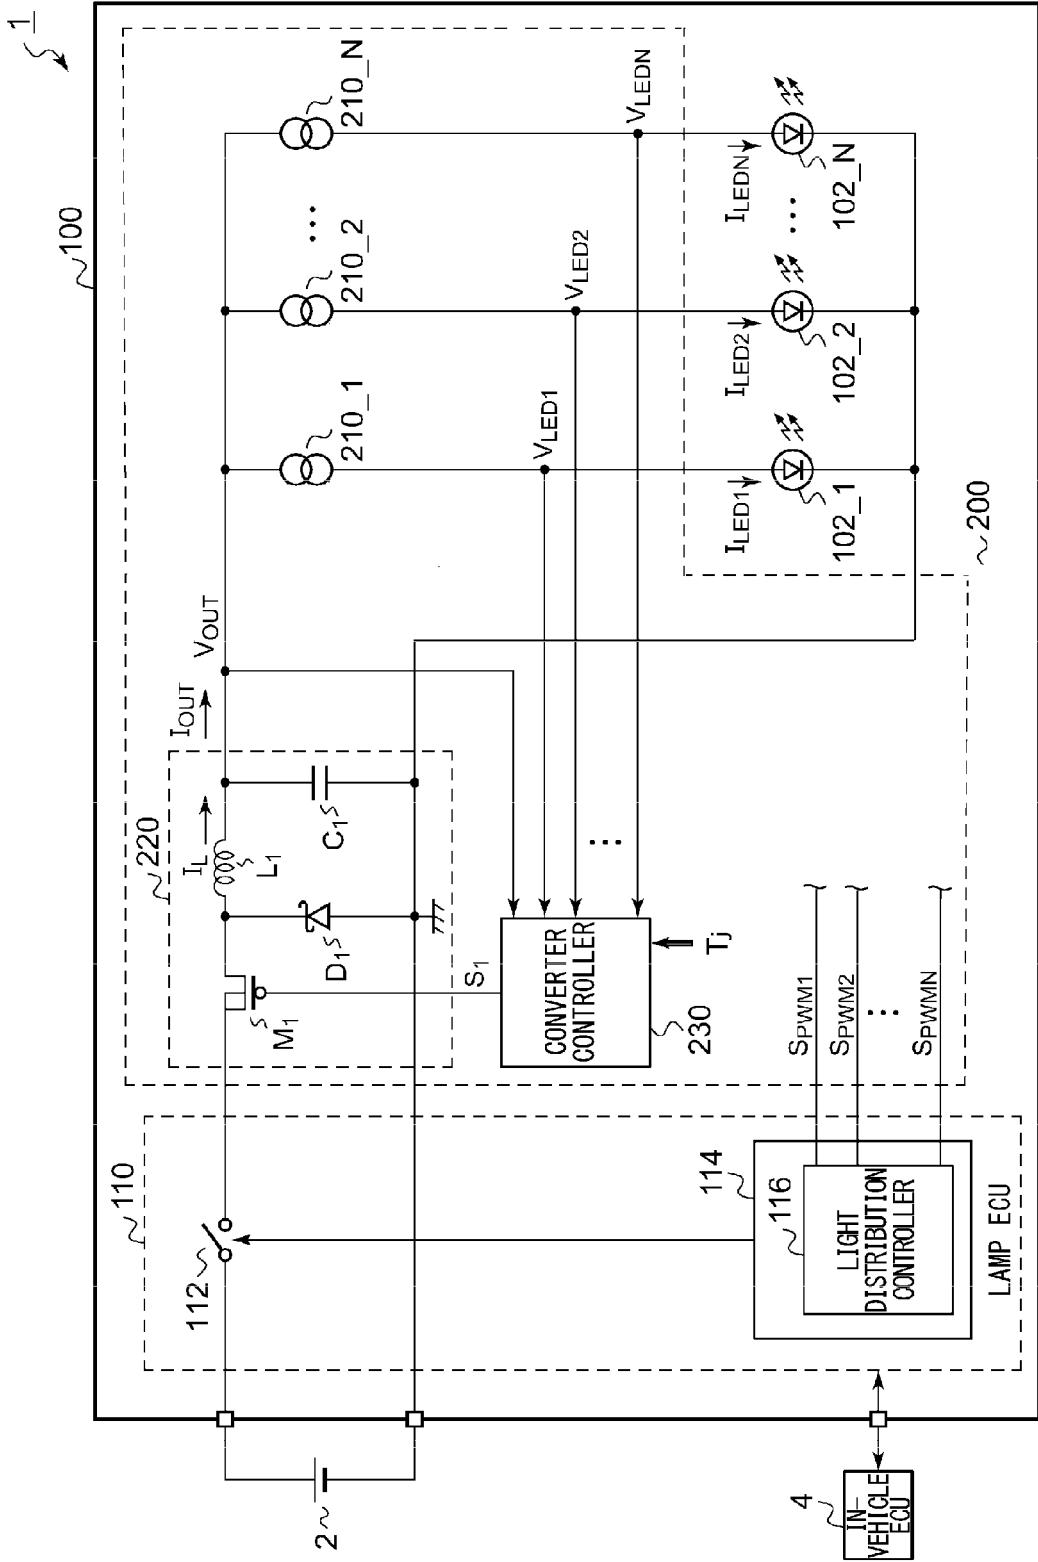 1
100
110
112
2
4
IN-
VEHICLE
ECU
220
M₁
D₁
I_L
L₁
C₁
I_OUT
V_OUT
210_1
210_2
...
210_N
S₁
CONVERTER
CONTROLLER
230
Tj
...
V_LED1
V_LED2
V_LEDN
114
116
LIGHT
DISTRIBUTION
CONTROLLER
LAMP ECU
S_PWM1
S_PWM2
...
S_PWMN
200
I_LED1
I_LED2
I_LEDN
102_1
102_2
...
102_N